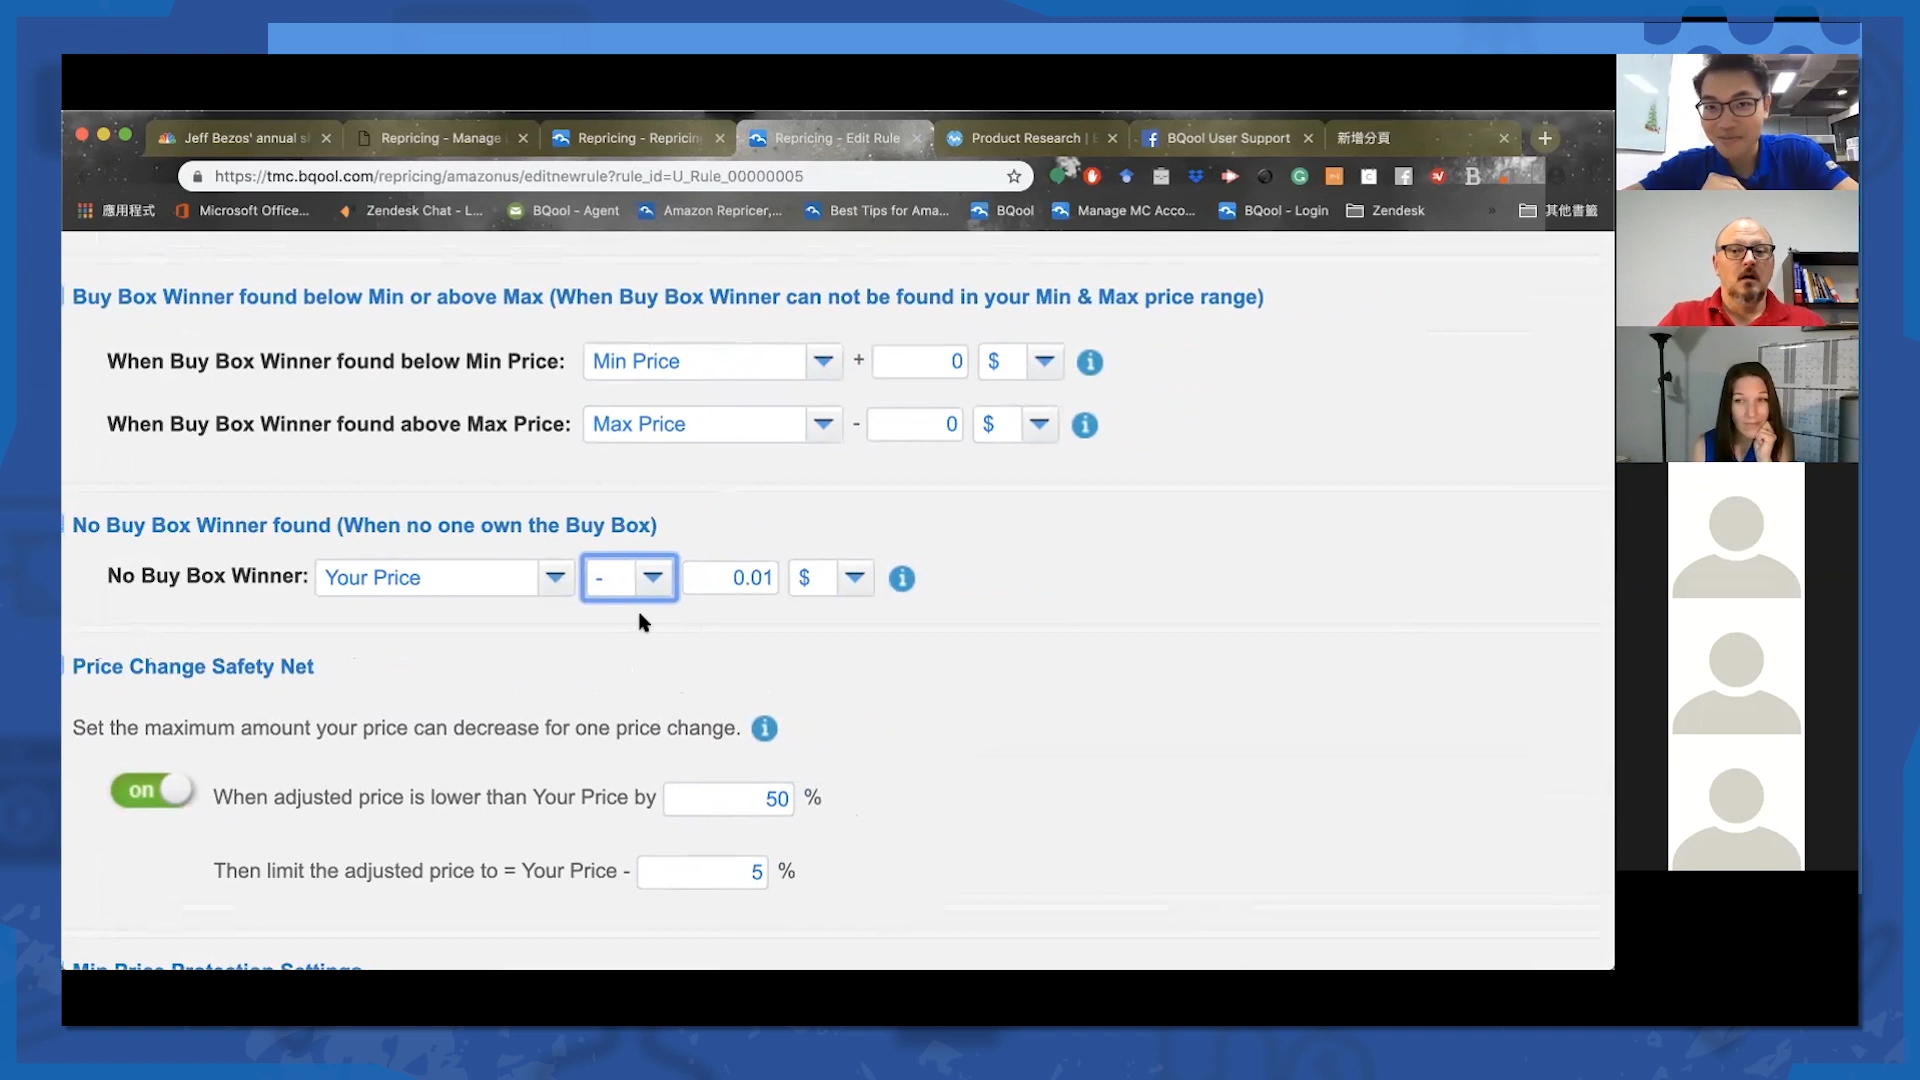 Jeff Bezos' annual s
Repricing - Manage
Repricing - Repricin
Repricing - Edit Rule
Product Research |
BQool User Support
新增分頁
https://tmc.bqool.com/repricing/amazonus/editnewrule?rule_id=U_Rule_00000005
應用程式
Microsoft Office...
Zendesk Chat - L...
BQool - Agent
Amazon Repricer,...
Best Tips for Ama...
BQool
Manage MC Acco...
BQool - Login
Zendesk
»
其他書籤
Buy Box Winner found below Min or above Max (When Buy Box Winner can not be found in your Min & Max price range)
When Buy Box Winner found below Min Price: Min Price + 0 $
When Buy Box Winner found above Max Price: Max Price - 0 $
No Buy Box Winner found (When no one own the Buy Box)
No Buy Box Winner: Your Price - 0.01 $
Price Change Safety Net
Set the maximum amount your price can decrease for one price change.
on When adjusted price is lower than Your Price by 50 %
Then limit the adjusted price to = Your Price - 5 %
Min Price Protection Settings